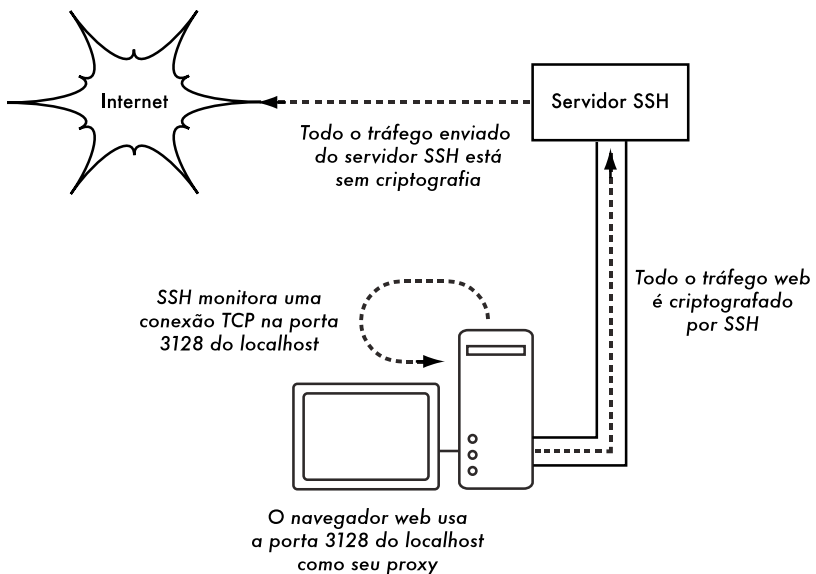 Internet
Servidor SSH
Todo o tráfego enviado
do servidor SSH está
sem criptografia
Todo o tráfego web
é criptografado
por SSH
SSH monitora uma
conexão TCP na porta
3128 do localhost
O navegador web usa
a porta 3128 do localhost
como seu proxy